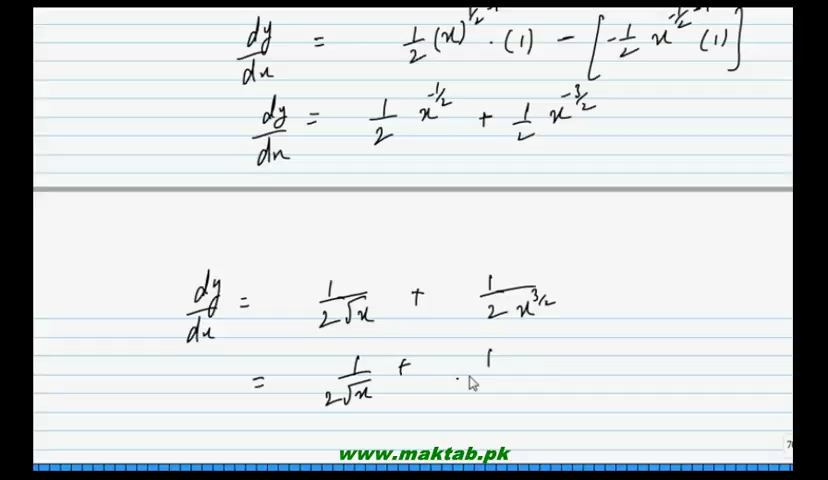 dy/dx = 1/2 (x)^(1/2-1) · (1) - [-1/2 x^(-1/2-1) (1)]
dy/dx = 1/2 x^(-1/2) + 1/2 x^(-3/2)
dy/dx = 1/(2√x) + 1/(2 x^(3/2))
= 1/(2√x) + 1
www.maktab.pk